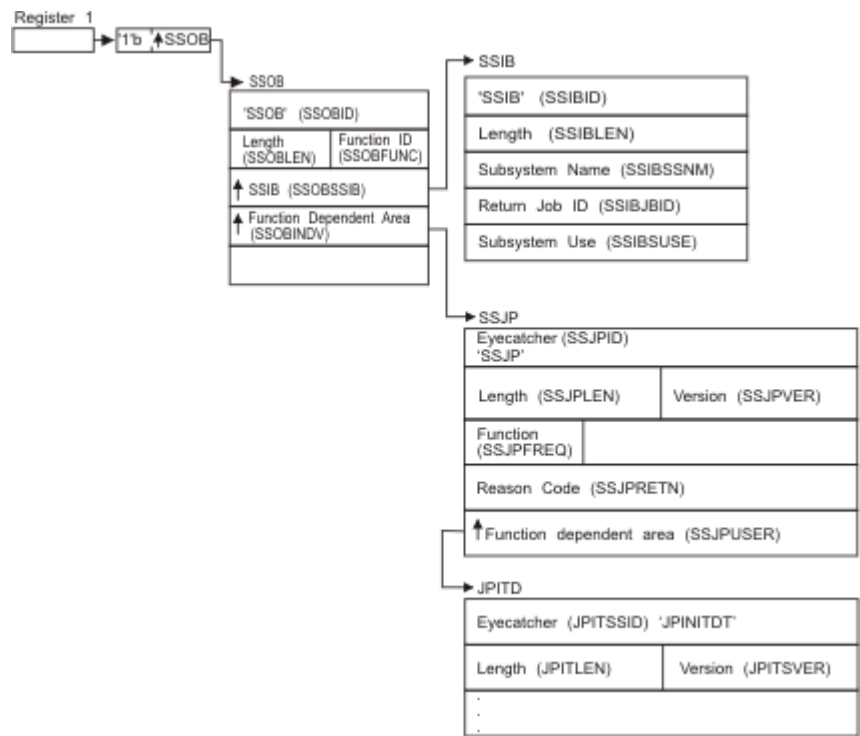 Register 1
'1'b SSOB
SSOB
'SSOB' (SSOBID)
Length
(SSOBLEN)
Function ID
(SSOBFUNC)
SSIB (SSOBSSIB)
Function Dependent Area
(SSOBINDV)
SSIB
'SSIB' (SSIBID)
Length (SSIBLEN)
Subsystem Name (SSIBSSNM)
Return Job ID (SSIBJBID)
Subsystem Use (SSIBSUSE)
SSJP
Eyecatcher (SSJPID)
'SSJP'
Length (SSJPLEN)
Version (SSJPVER)
Function
(SSJPFREQ)
Reason Code (SSJPRETN)
Function dependent area (SSJPUSER)
JPITD
Eyecatcher (JPITSSID) 'JPINITDT'
Length (JPITLEN)
Version (JPITSVER)
.
.
.